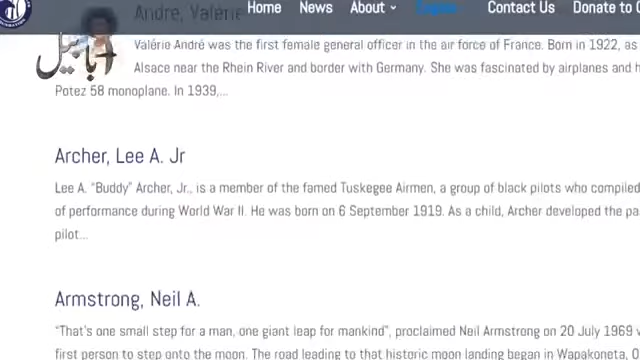 Home News About Eagles Contact Us Donate to
André, Valérie
Valérie André was the first female general officer in the air force of France. Born in 1922, as
ابابیل
Alsace near the Rhein River and border with Germany. She was fascinated by airplanes and h
Potez 58 monoplane. In 1939,...
Archer, Lee A. Jr
Lee A. “Buddy” Archer, Jr., is a member of the famed Tuskegee Airmen, a group of black pilots who compiled
of performance during World War II. He was born on 6 September 1919. As a child, Archer developed the pa
pilot...
Armstrong, Neil A.
“That's one small step for a man, one giant leap for mankind”, proclaimed Neil Armstrong on 20 July 1969
first person to step onto the moon. The road leading to that historic moon landing began in Wapakoneta, O